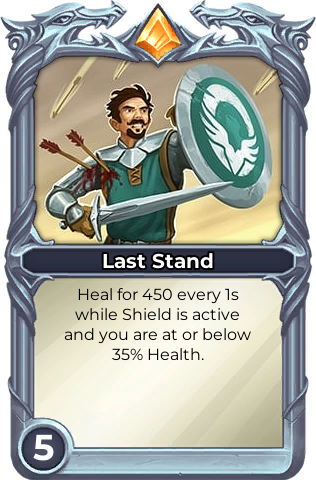 Last Stand
Heal for 450 every 1s
while Shield is active
and you are at or below
35% Health.
5